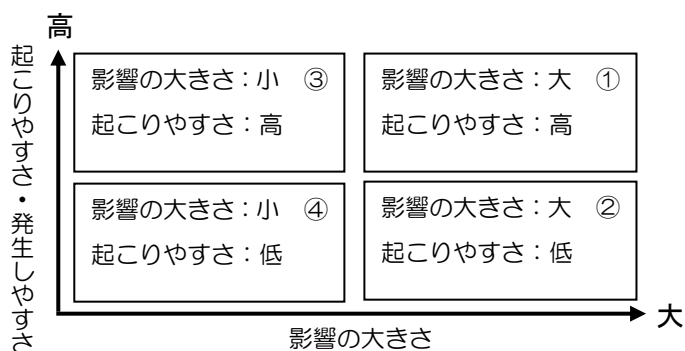 高
起こりやすさ・発生しやすさ
影響の大きさ：小 ③
起こりやすさ：高
影響の大きさ：大 ①
起こりやすさ：高
影響の大きさ：小 ④
起こりやすさ：低
影響の大きさ：大 ②
起こりやすさ：低
大
影響の大きさ